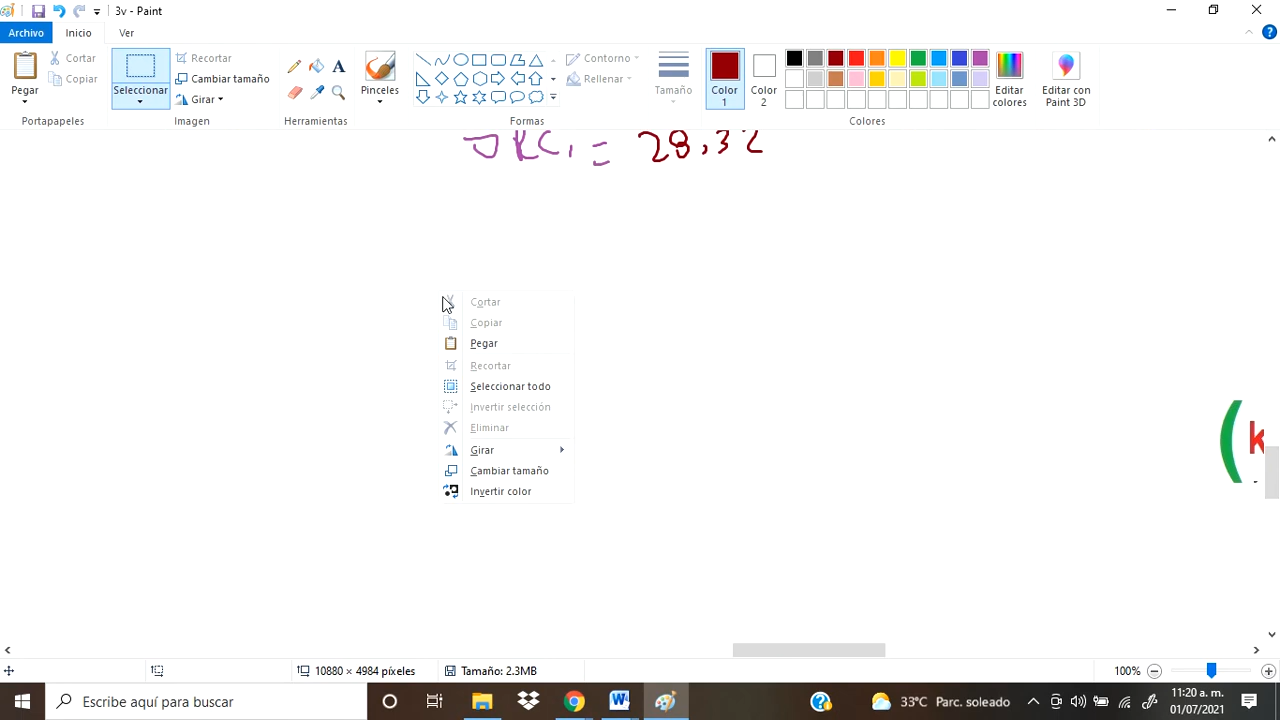 3v - Paint
Archivo Inicio Ver
Pegar
Cortar
Copiar
Portapapeles
Seleccionar
Recortar
Cambiar tamaño
Girar
Imagen
A
Herramientas
Pinceles
Formas
Contorno
Rellenar
Tamaño
Color 1
Color 2
Colores
Editar colores
Editar con Paint 3D
= 28.32
Cortar
Copiar
Pegar
Recortar
Seleccionar todo
Invertir selección
Eliminar
Girar
Cambiar tamaño
Invertir color
(k
10880 × 4984 píxeles
Tamaño: 2.3MB
100%
Escribe aquí para buscar
33°C Parc. soleado
11:20 a. m.
01/07/2021